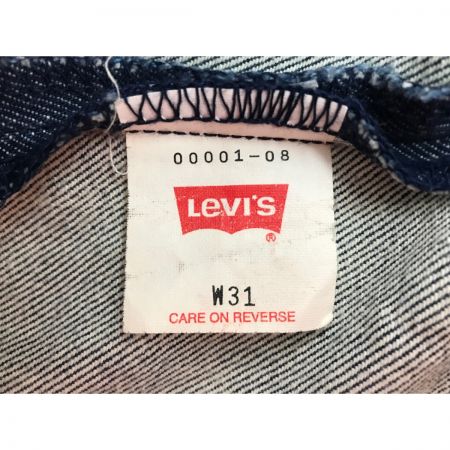 00001-08
LEVI'S
®
W31
CARE ON REVERSE